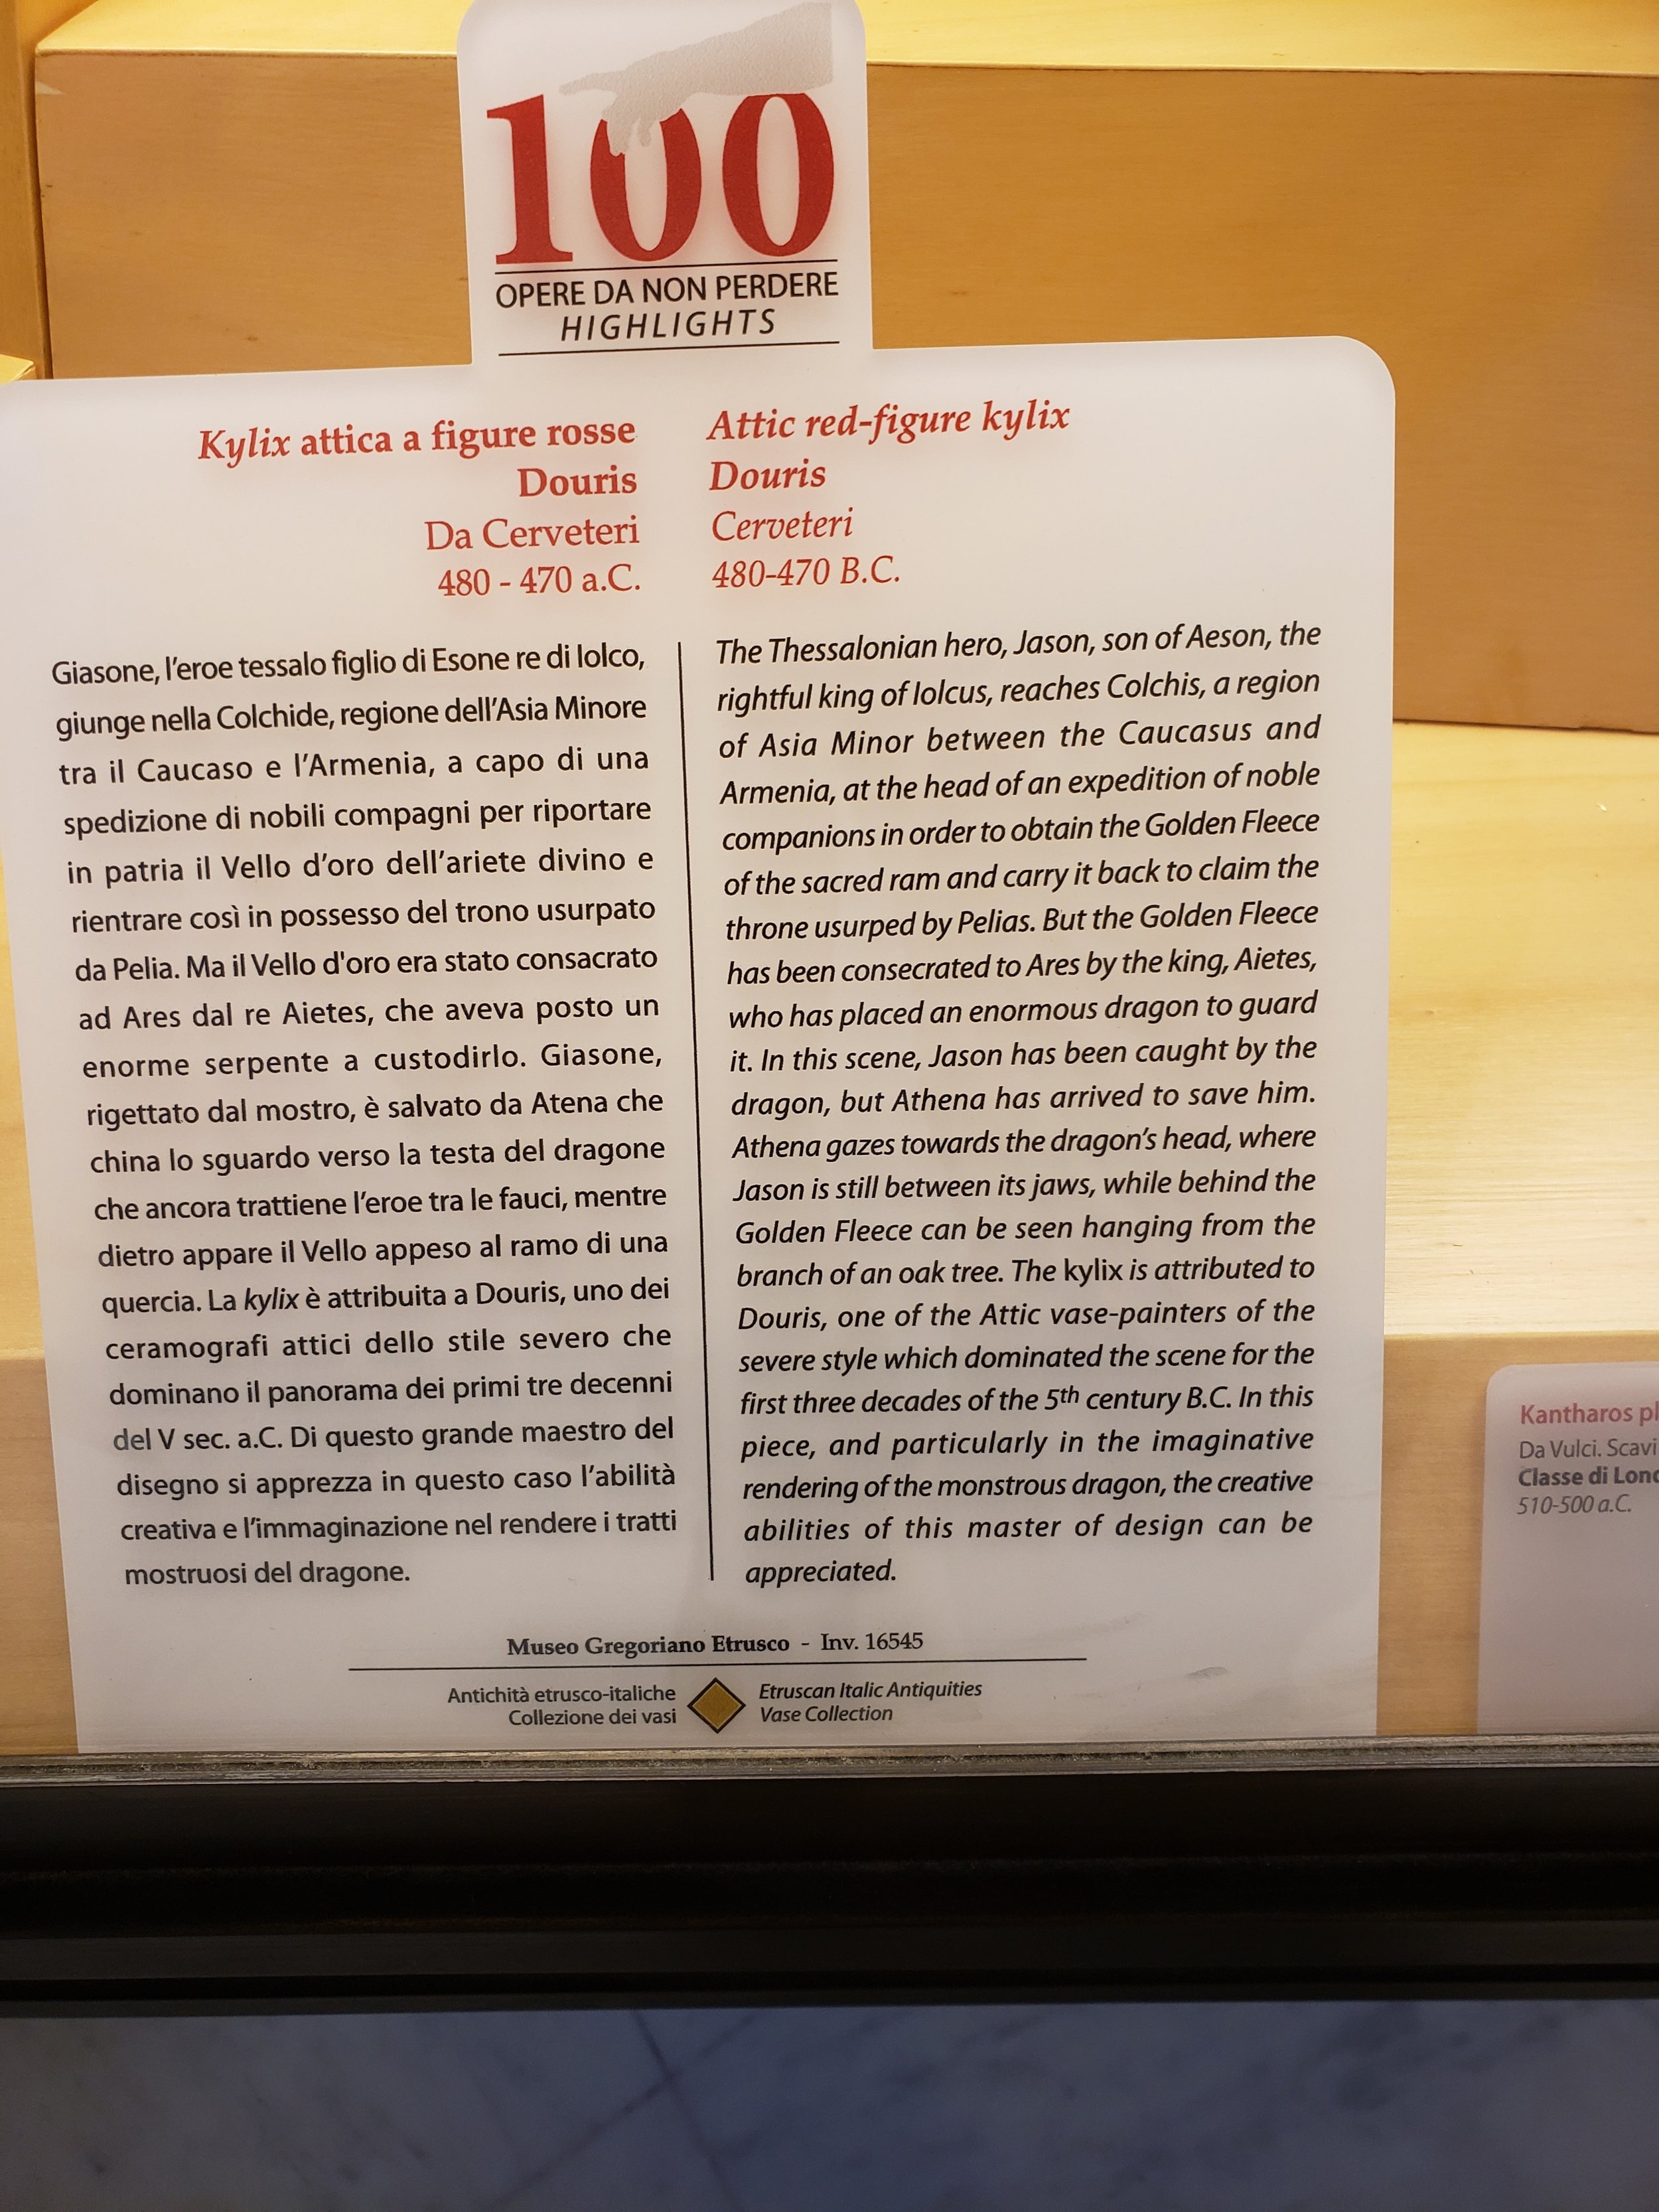 100
OPERE DA NON PERDERE
HIGHLIGHTS
Kylix attica a figure rosse
Douris
Da Cerveteri
480 - 470 a.C.
Giasone, l'eroe tessalo figlio di Esone re di Iolco,
giunge nella Colchide, regione dell'Asia Minore
tra il Caucaso e l'Armenia, a capo di una
spedizione di nobili compagni per riportare
in patria il Vello d'oro dell'ariete divino e
rientrare così in possesso del trono usurpato
da Pelia. Ma il Vello d'oro era stato consacrato
ad Ares dal re Aietes, che aveva posto un
enorme serpente a custodirlo. Giasone,
rigettato dal mostro, è salvato da Atena che
china lo sguardo verso la testa del dragone
che ancora trattiene l'eroe tra le fauci, mentre
dietro appare il Vello appeso al ramo di una
quercia. La kylix è attribuita a Douris, uno dei
ceramografi attici dello stile severo che
dominano il panorama dei primi tre decenni
del V sec. a.C. Di questo grande maestro del
disegno si apprezza in questo caso l'abilità
creativa e l'immaginazione nel rendere i tratti
mostruosi del dragone.
Attic red-figure kylix
Douris
Cerveteri
480-470 B.C.
The Thessalonian hero, Jason, son of Aeson, the
rightful king of Iolcus, reaches Colchis, a region
of Asia Minor between the Caucasus and
Armenia, at the head of an expedition of noble
companions in order to obtain the Golden Fleece
of the sacred ram and carry it back to claim the
throne usurped by Pelias. But the Golden Fleece
has been consecrated to Ares by the king, Aietes,
who has placed an enormous dragon to guard
it. In this scene, Jason has been caught by the
dragon, but Athena has arrived to save him.
Athena gazes towards the dragon's head, where
Jason is still between its jaws, while behind the
Golden Fleece can be seen hanging from the
branch of an oak tree. The kylix is attributed to
Douris, one of the Attic vase-painters of the
severe style which dominated the scene for the
first three decades of the 5th century B.C. In this
piece, and particularly in the imaginative
rendering of the monstrous dragon, the creative
abilities of this master of design can be
appreciated.
Museo Gregoriano Etrusco - Inv. 16545
Antichità etrusco-italiche
Collezione dei vasi
Etruscan Italic Antiquities
Vase Collection
Kantharos
Da Vulci. Scavi
Classe di
510-500 a.C.